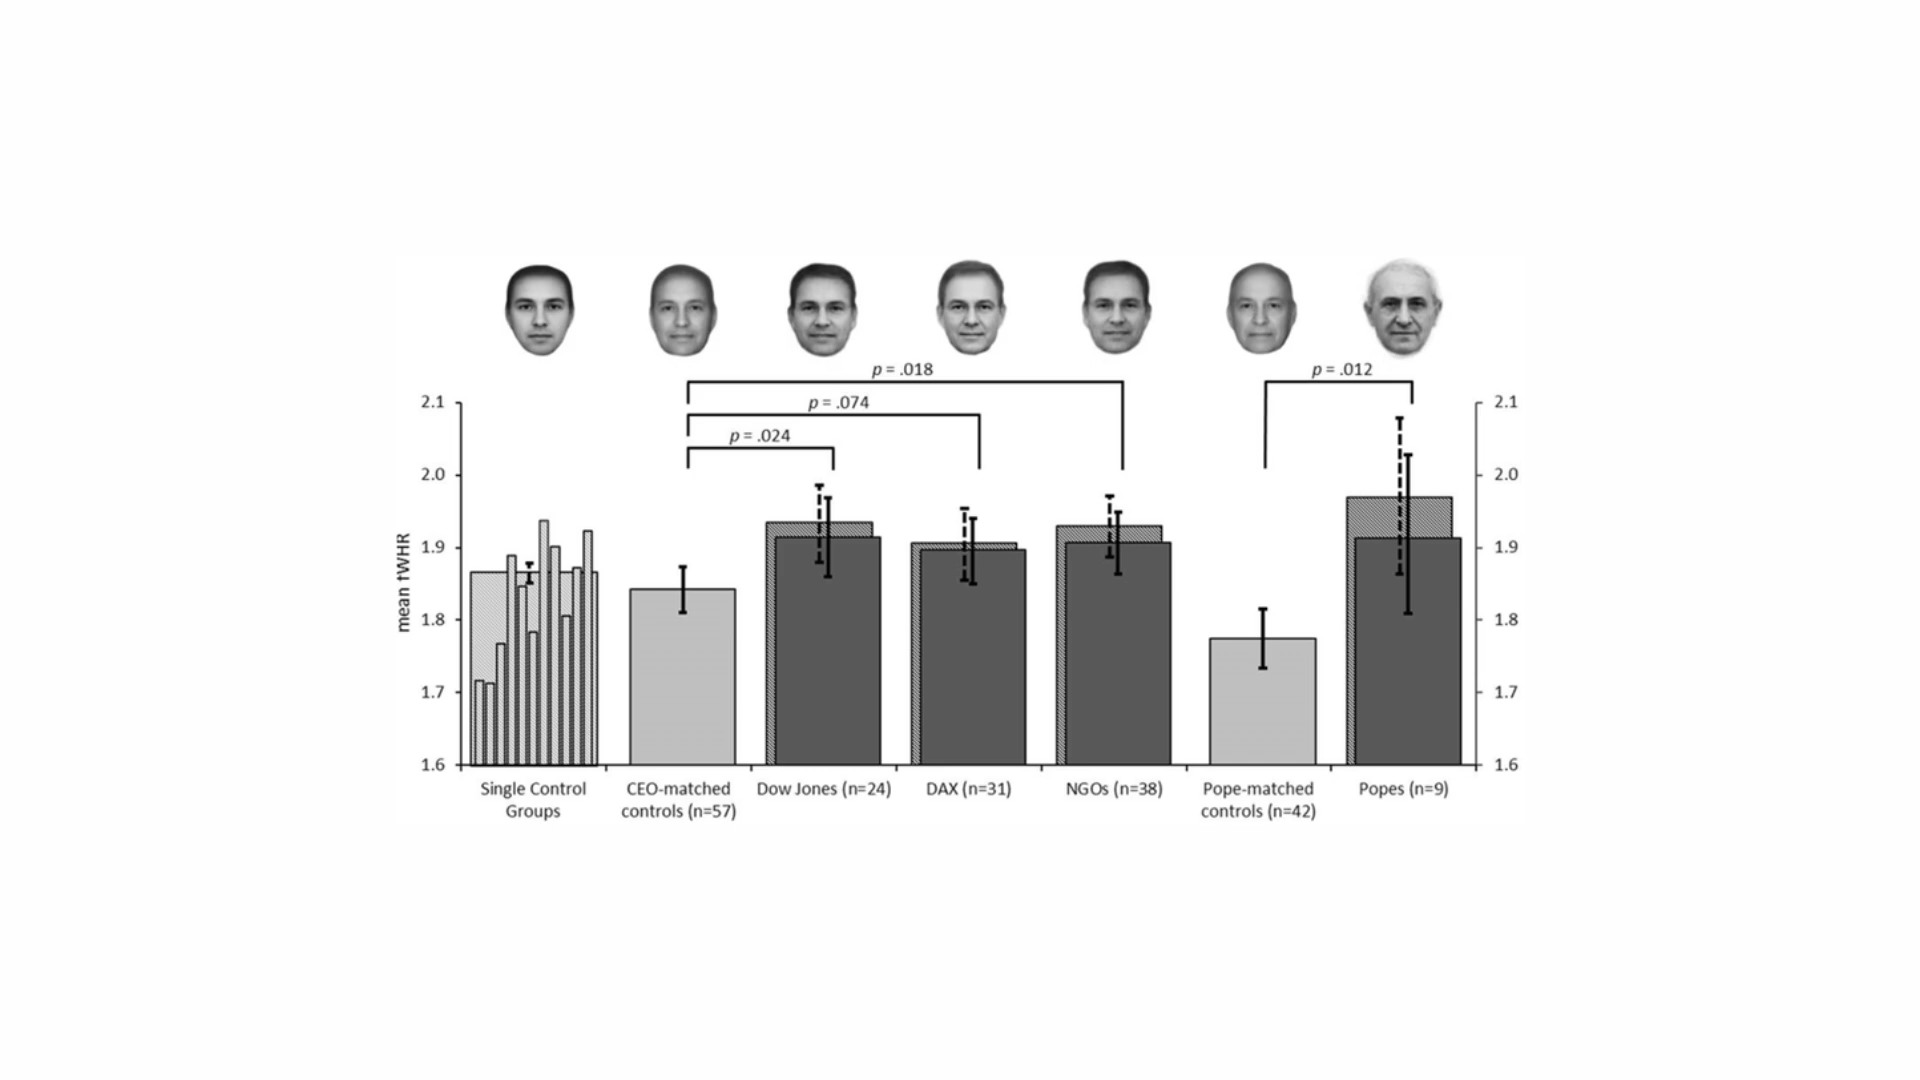 p = .018
p = .012
p = .074
p = .024
2.1
2.0
1.9
1.8
1.7
1.6
mean fWHR
2.1
2.0
1.9
1.8
1.7
1.6
Single Control
Groups
CEO-matched
controls (n=57)
Dow Jones (n=24)
DAX (n=31)
NGOs (n=38)
Pope-matched
controls (n=42)
Popes (n=9)